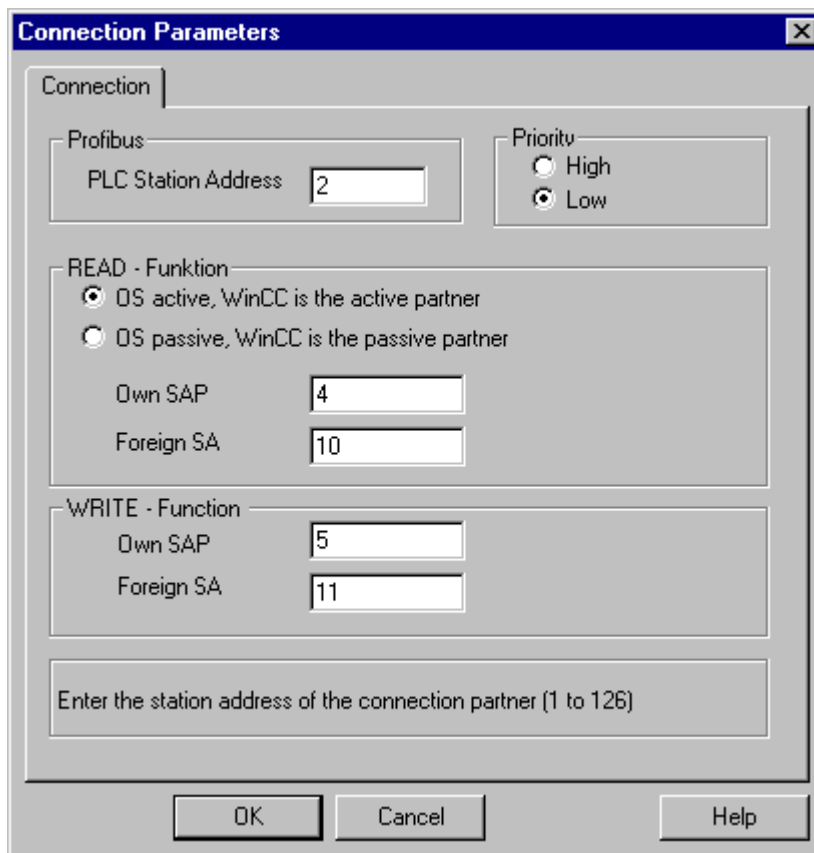 Connection Parameters
Connection
Profibus
PLC Station Address 2
Priority
High
Low
READ - Funktion
OS active, WinCC is the active partner
OS passive, WinCC is the passive partner
Own SAP 4
Foreign SA 10
WRITE - Function
Own SAP 5
Foreign SA 11
Enter the station address of the connection partner (1 to 126)
OK Cancel Help